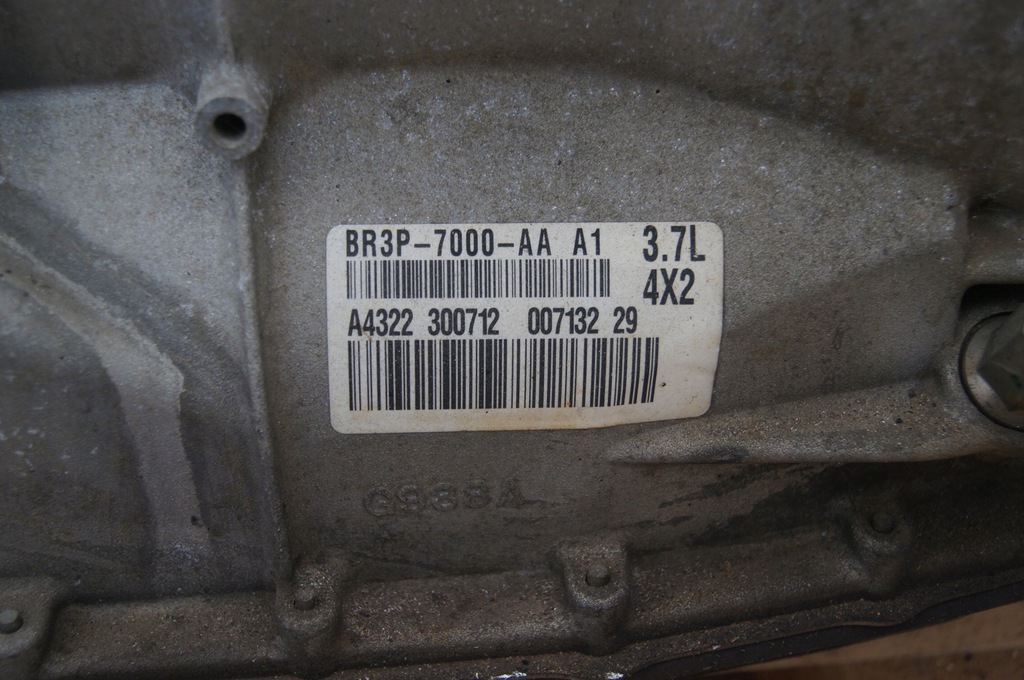 BR3P-7000-AA A1 3.7L
4X2
A4322 300712 007132 29